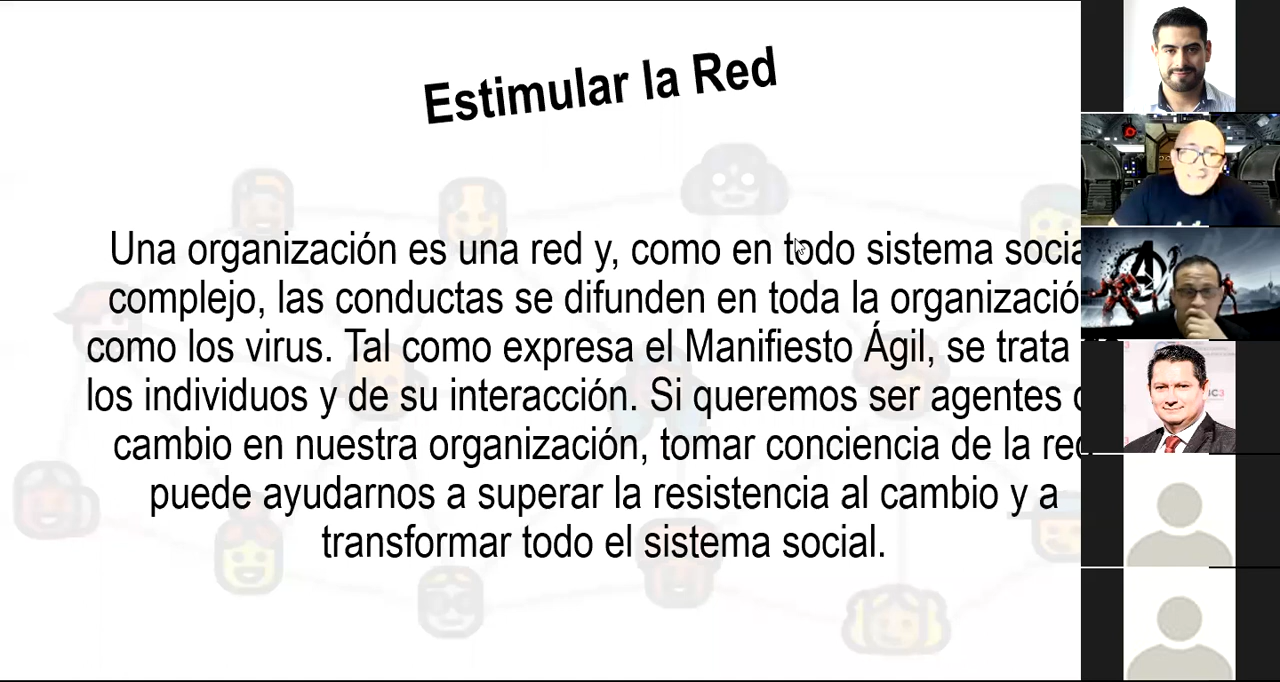 Estimular la Red
Una organización es una red y, como en todo sistema socia
complejo, las conductas se difunden en toda la organizació
como los virus. Tal como expresa el Manifiesto Ágil, se trata
los individuos y de su interacción. Si queremos ser agentes
cambio en nuestra organización, tomar conciencia de la red
puede ayudarnos a superar la resistencia al cambio y a
transformar todo el sistema social.